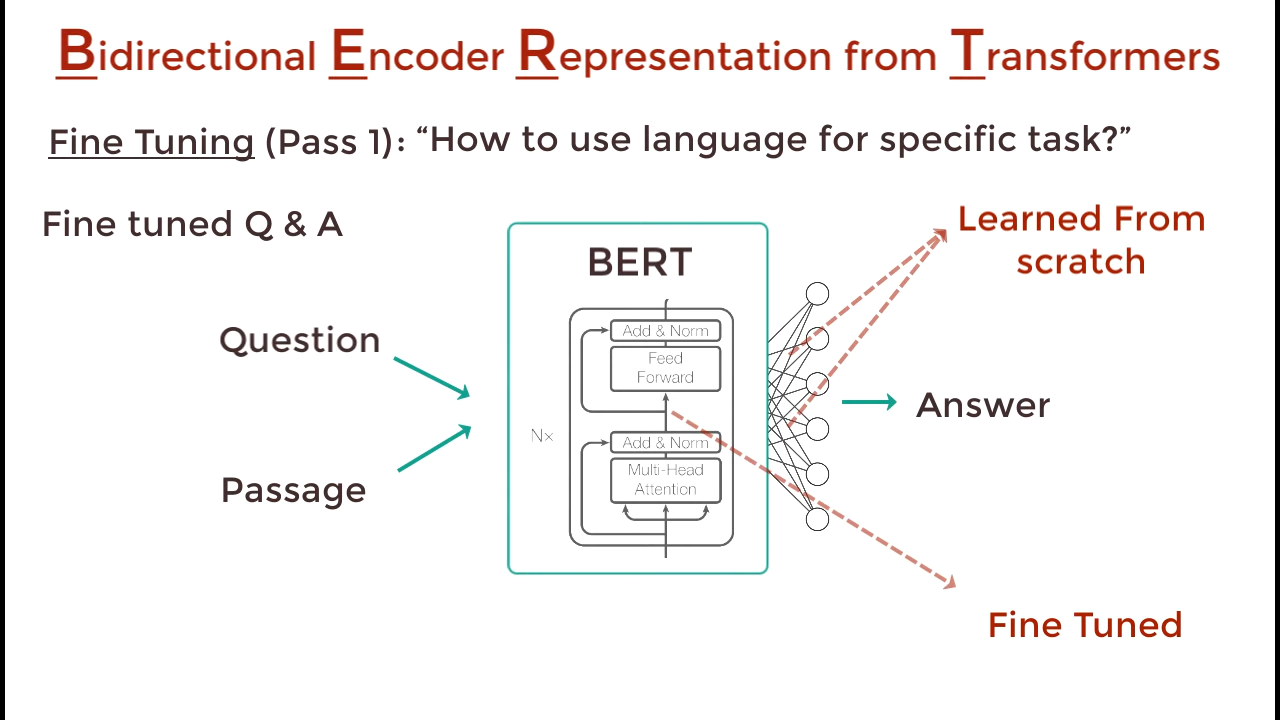 Bidirectional Encoder Representation from Transformers
Fine Tuning (Pass 1): “How to use language for specific task?”
Fine tuned Q & A
Learned From
scratch
BERT
Question
Passage
Add & Norm
Feed
Forward
Nx
Add & Norm
Multi-Head
Attention
Answer
Fine Tuned